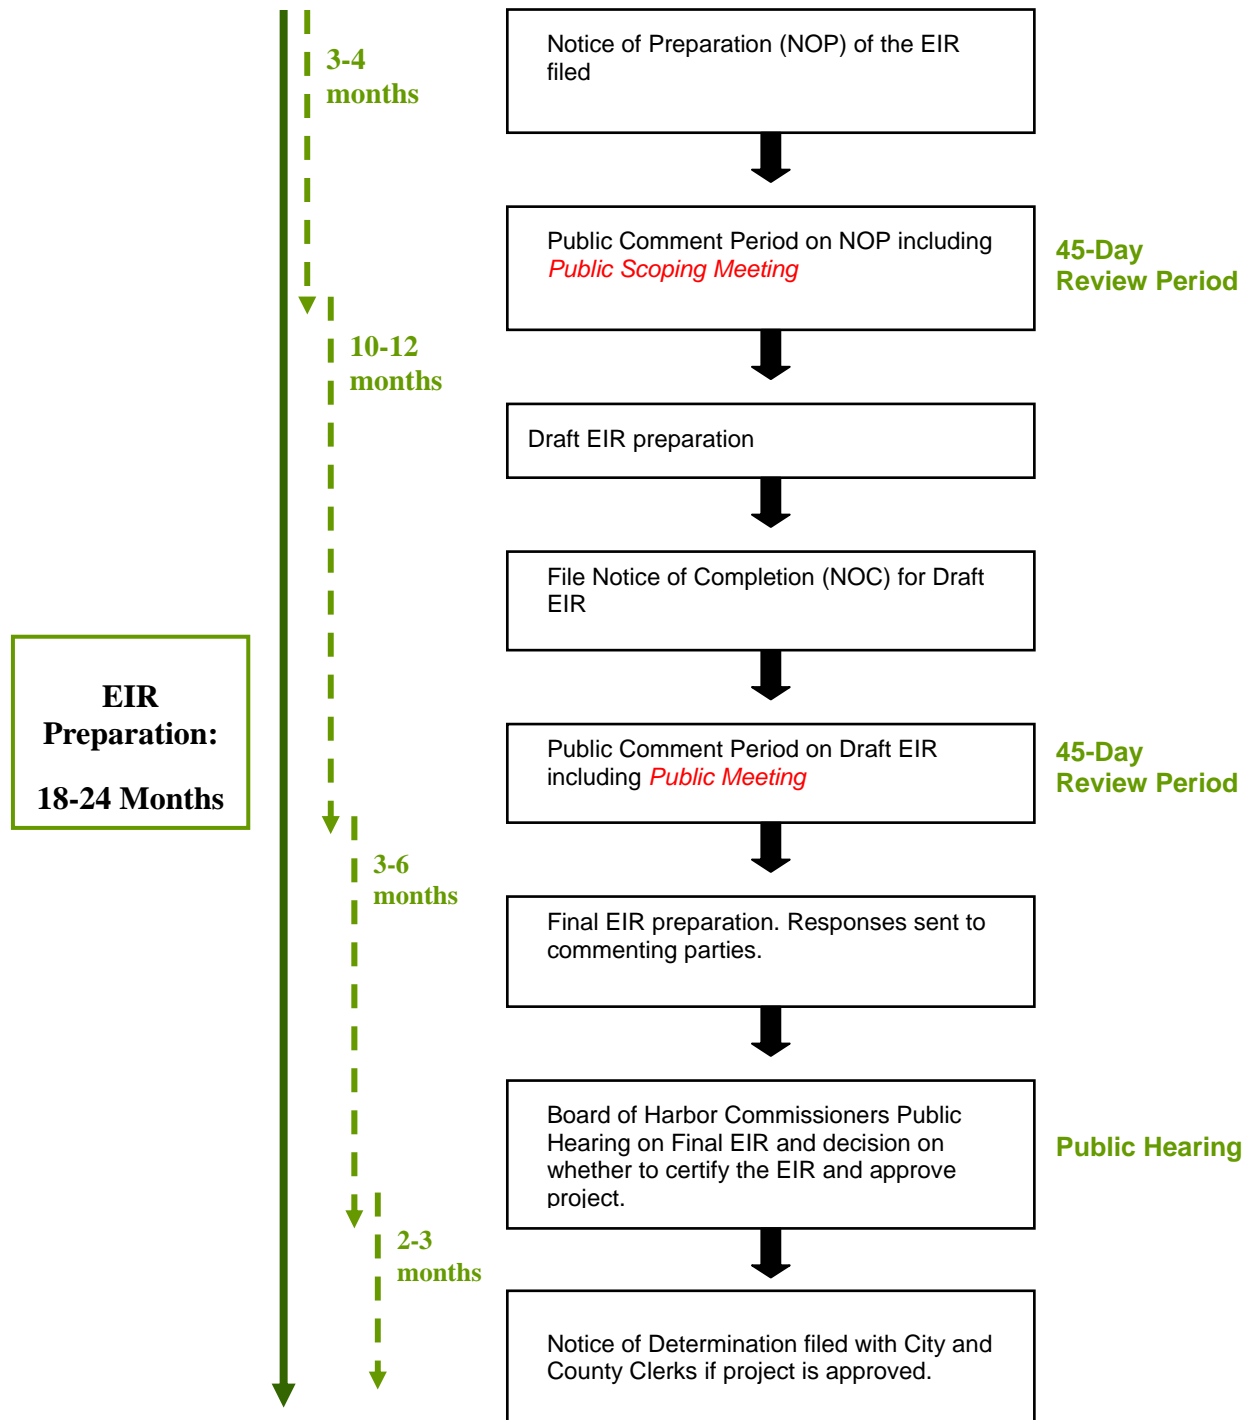 Notice of Preparation (NOP) of the EIR
filed
3-4
months
Public Comment Period on NOP including
Public Scoping Meeting
45-Day
Review Period
10-12
months
Draft EIR preparation
File Notice of Completion (NOC) for Draft
EIR
EIR
Preparation:
18-24 Months
Public Comment Period on Draft EIR
including Public Meeting
45-Day
Review Period
3-6
months
Final EIR preparation. Responses sent to
commenting parties.
Board of Harbor Commissioners Public
Hearing on Final EIR and decision on
whether to certify the EIR and approve
project.
Public Hearing
2-3
months
Notice of Determination filed with City and
County Clerks if project is approved.